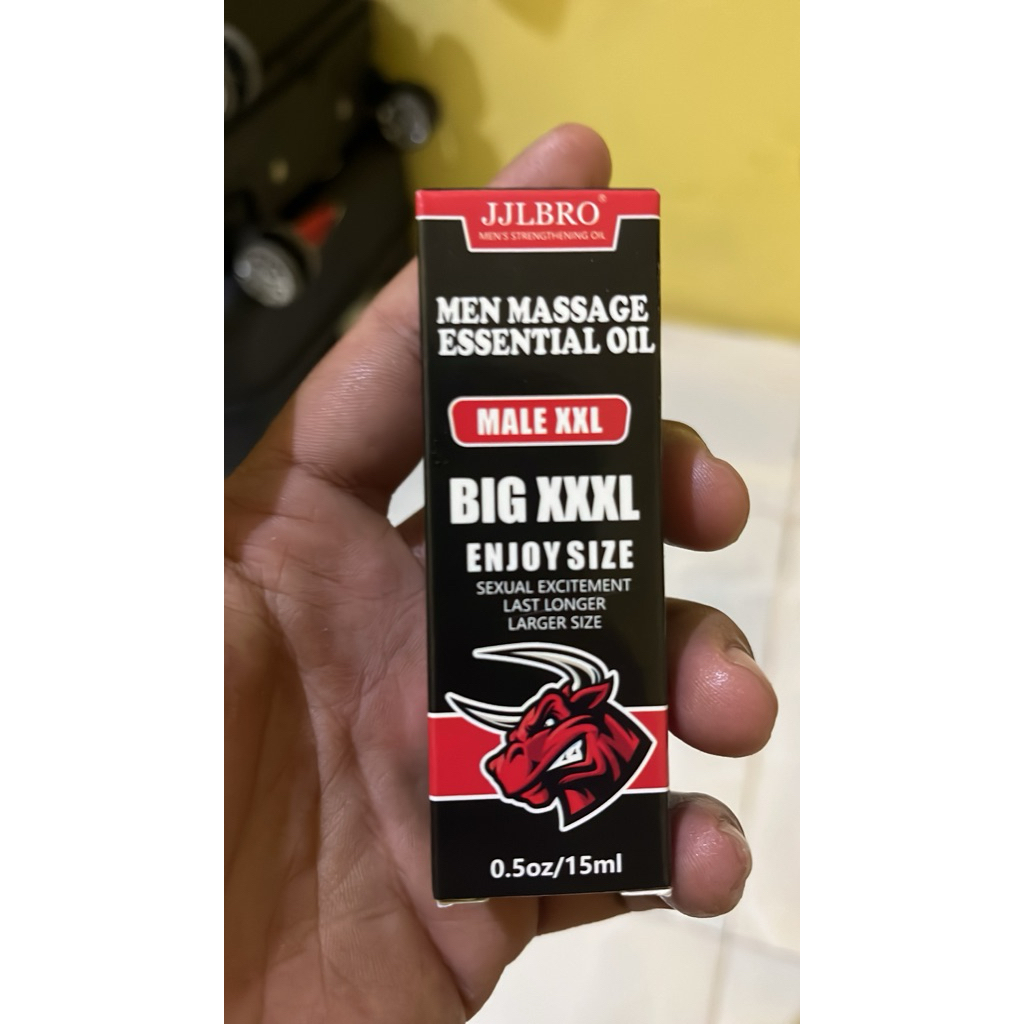 JJLBRO®
MEN'S STRENGTHENING OIL
MEN MASSAGE
ESSENTIAL OIL
MALE XXL
BIG XXXL
ENJOY SIZE
SEXUAL EXCITEMENT
LAST LONGER
LARGER SIZE
0.5oz/15ml